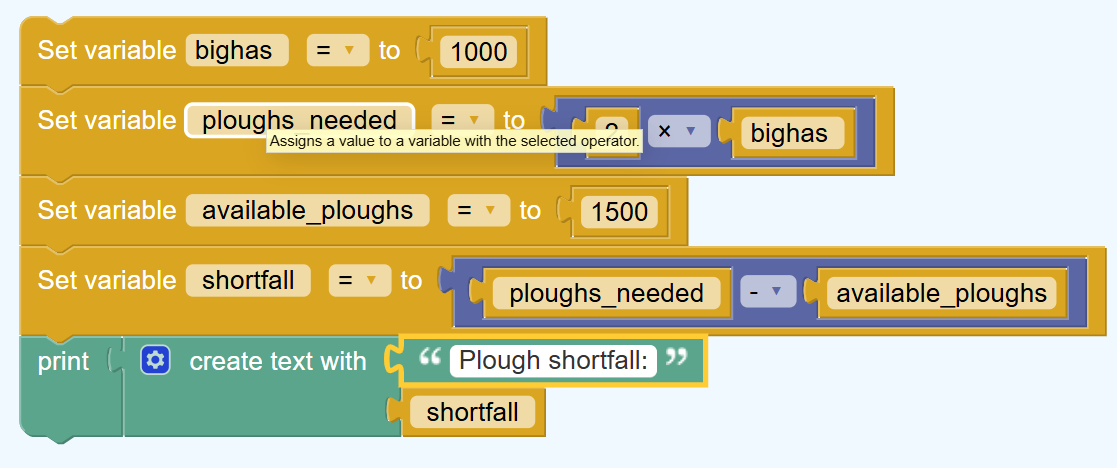 Set variable bighas = to 1000
Set variable ploughs_needed = to × bighas
Assigns a value to a variable with the selected operator.
Set variable available_ploughs = to 1500
Set variable shortfall = to ploughs_needed - available_ploughs
print create text with “ Plough shortfall: ”
shortfall